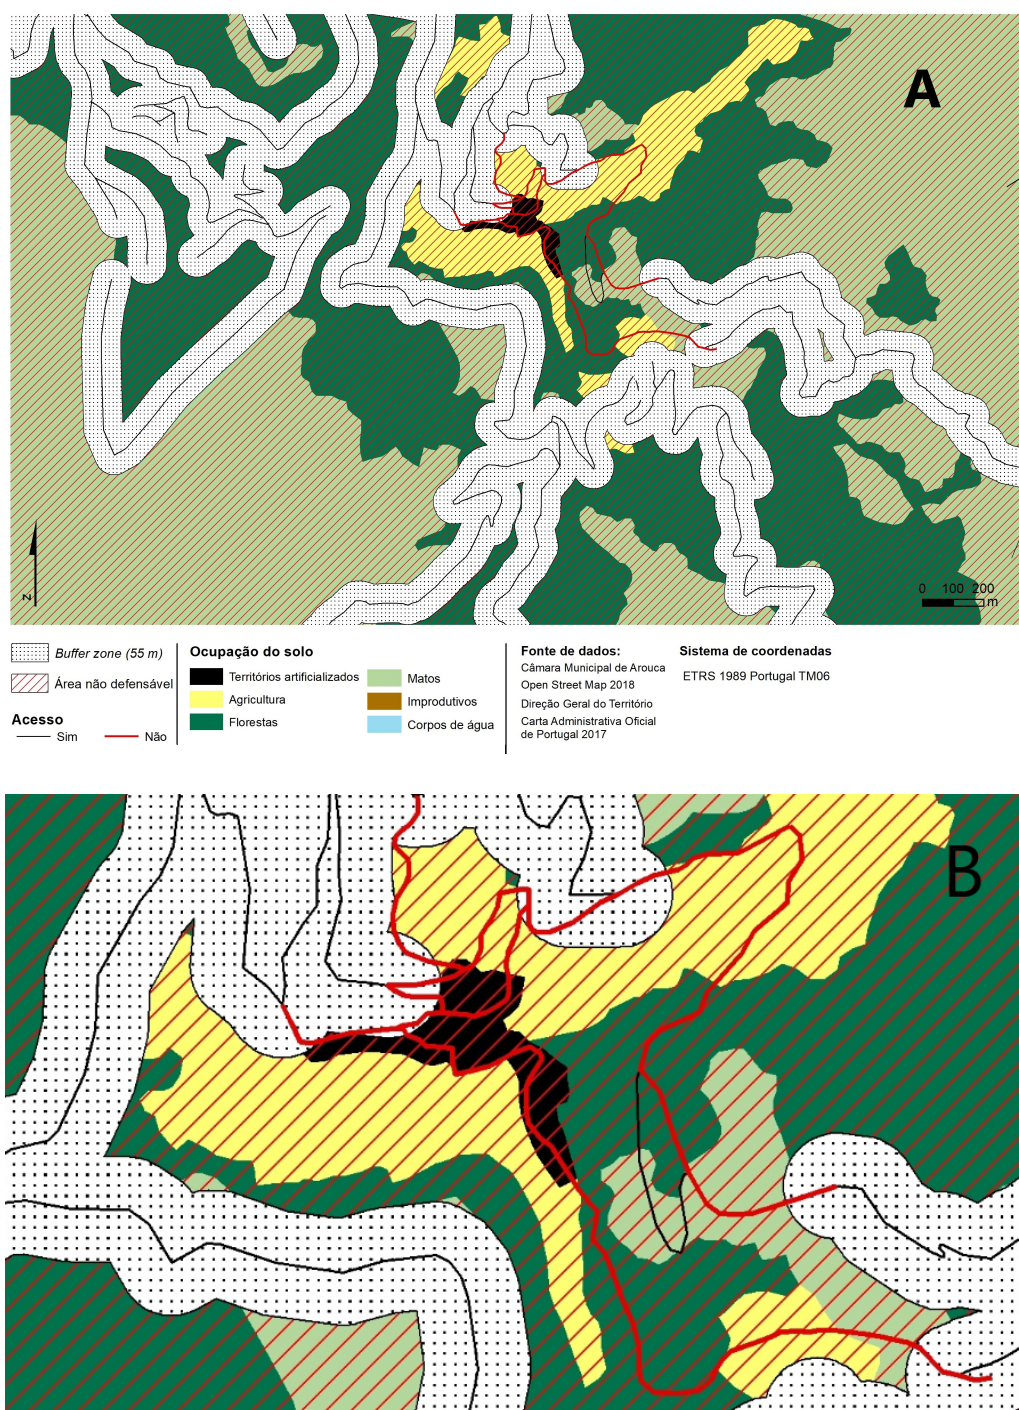 A
z
0 100 200
m
Buffer zone (55 m)
Área não defensável
Acesso
Sim
Não
Ocupação do solo
Territórios artificializados
Agricultura
Florestas
Matos
Improdutivos
Corpos de água
Fonte de dados:
Câmara Municipal de Arouca
Open Street Map 2018
Direção Geral do Território
Carta Administrativa Oficial
de Portugal 2017
Sistema de coordenadas
ETRS 1989 Portugal TM06
B